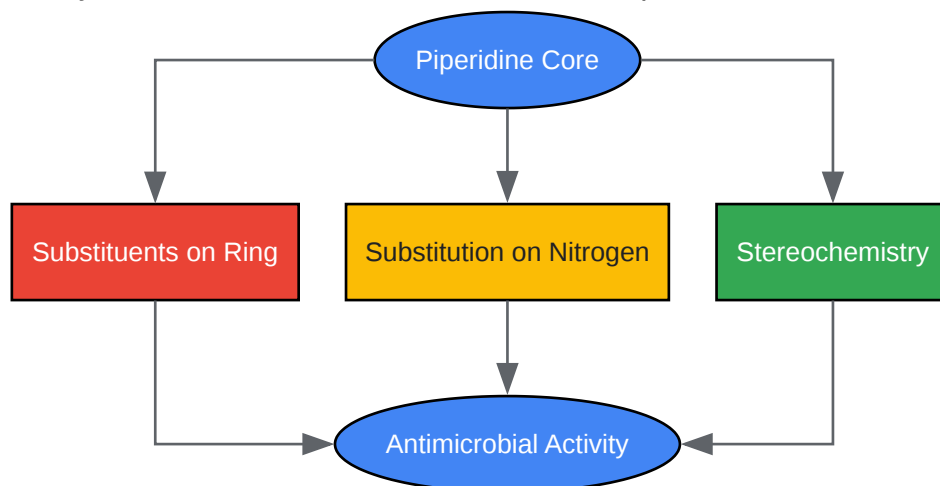 Piperidine Core
Substituents on Ring
Substitution on Nitrogen
Stereochemistry
Antimicrobial Activity